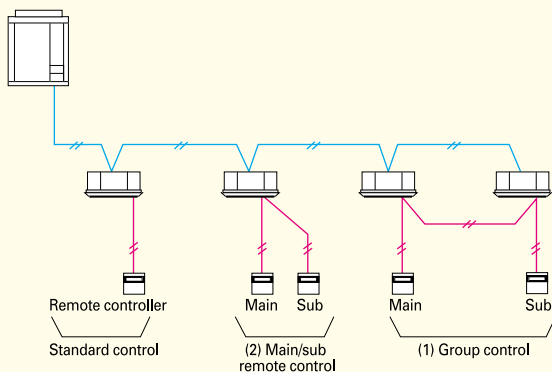 Remote controller
Main
Sub
Main
Sub
Standard control
(2) Main/sub
remote control
(1) Group control